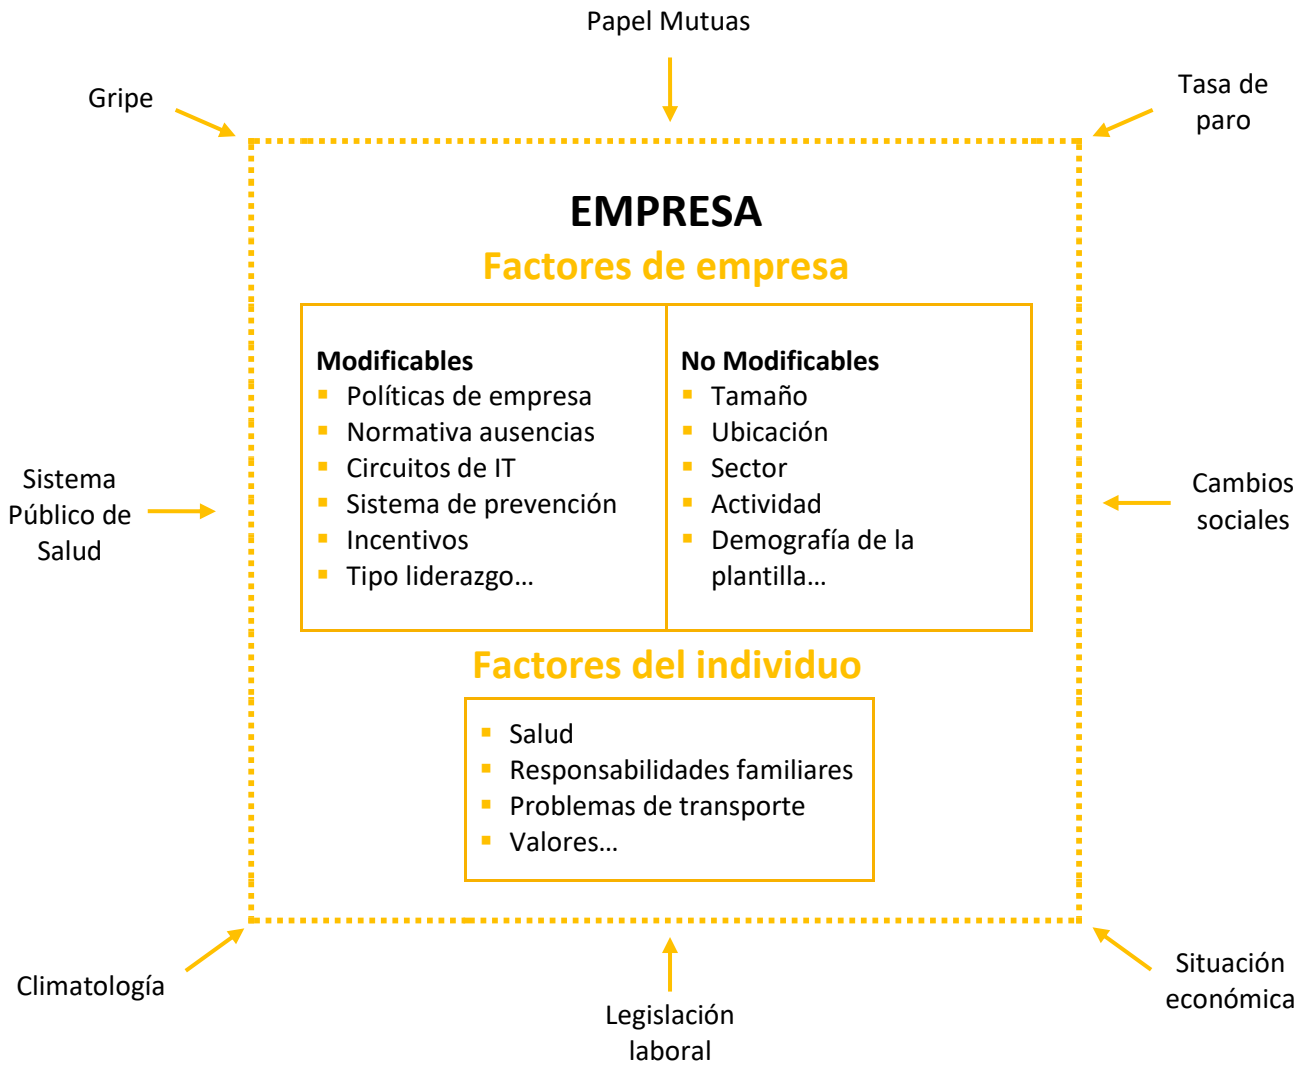 Papel Mutuas
Gripe
Tasa de
paro
EMPRESA
Factores de empresa
Modificables
Políticas de empresa
Normativa ausencias
Circuitos de IT
Sistema de prevención
Incentivos
Tipo liderazgo...
No Modificables
Tamaño
Ubicación
Sector
Actividad
Demografía de la
plantilla...
Sistema
Público de
Salud
Cambios
sociales
Factores del individuo
Salud
Responsabilidades familiares
Problemas de transporte
Valores...
Climatología
Legislación
laboral
Situación
económica